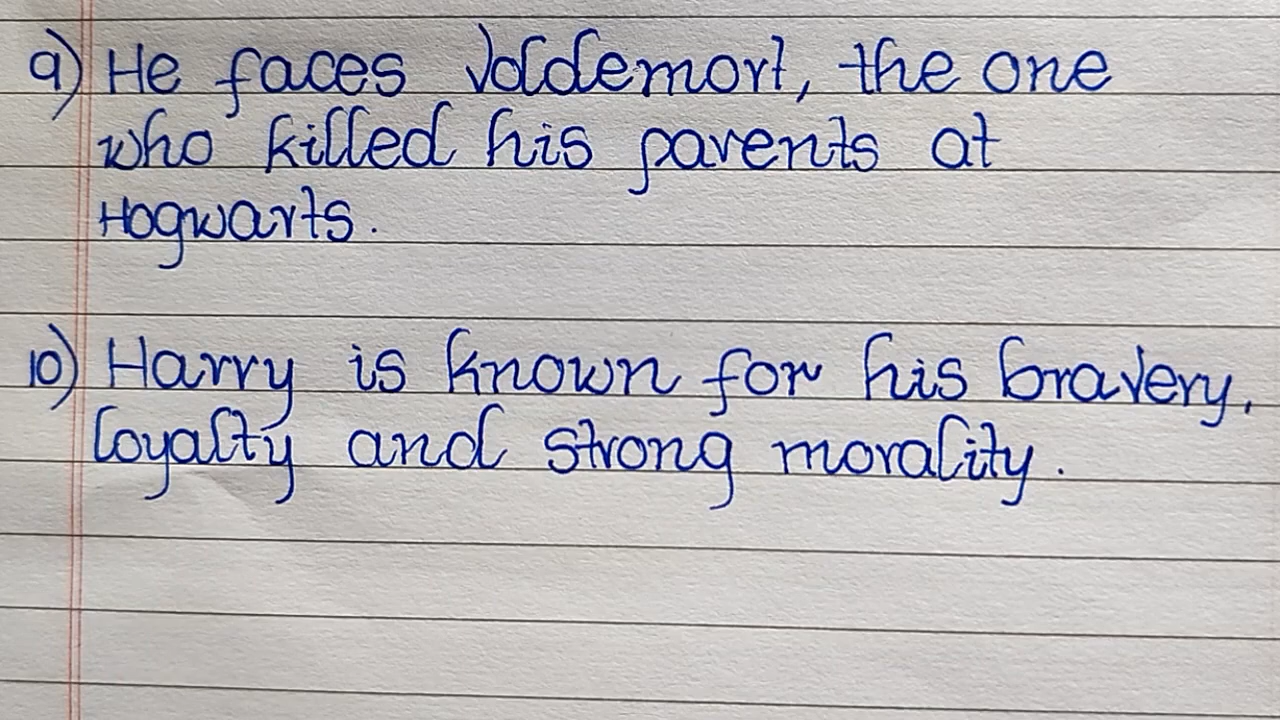 9) He faces Voldemort, the one
who killed his parents at
Hogwarts.
10) Harry is known for his bravery,
loyalty and strong morality.